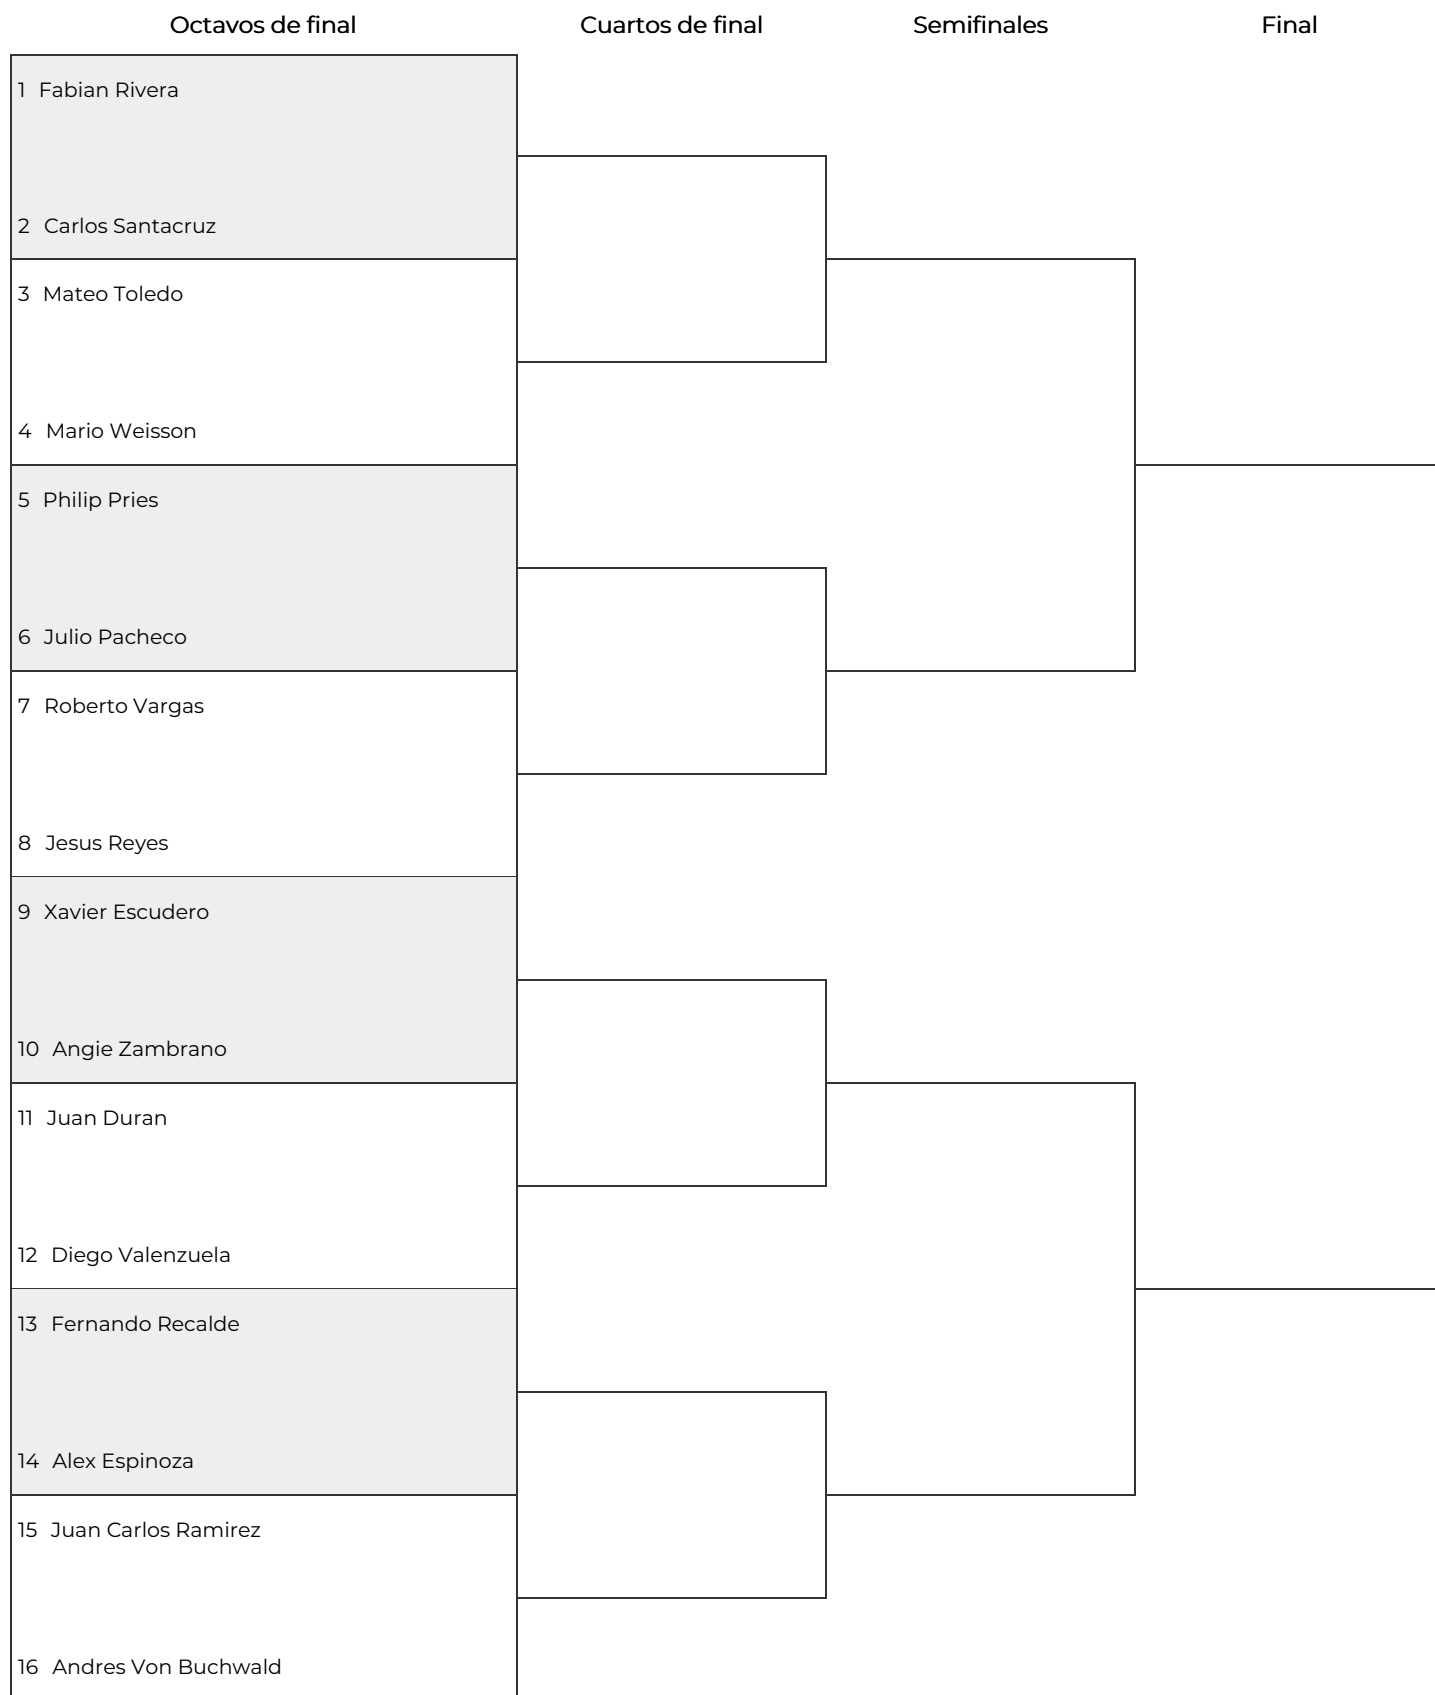 Octavos de final
Cuartos de final
Semifinales
Final
1 Fabian Rivera
2 Carlos Santacruz
3 Mateo Toledo
4 Mario Weisson
5 Philip Pries
6 Julio Pacheco
7 Roberto Vargas
8 Jesus Reyes
9 Xavier Escudero
10 Angie Zambrano
11 Juan Duran
12 Diego Valenzuela
13 Fernando Recalde
14 Alex Espinoza
15 Juan Carlos Ramirez
16 Andres Von Buchwald